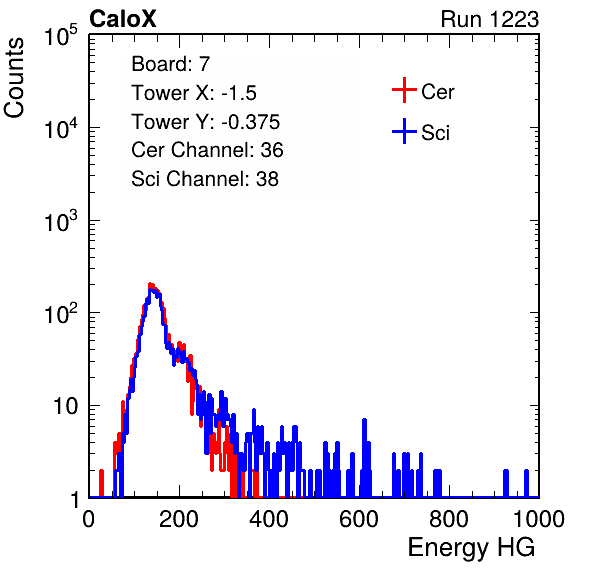 CaloX Run 1223
Counts
10^5
10^4
10^3
10^2
10
1
Board: 7
Tower X: -1.5
Tower Y: -0.375
Cer Channel: 36
Sci Channel: 38
Cer
Sci
0 200 400 600 800 1000
Energy HG